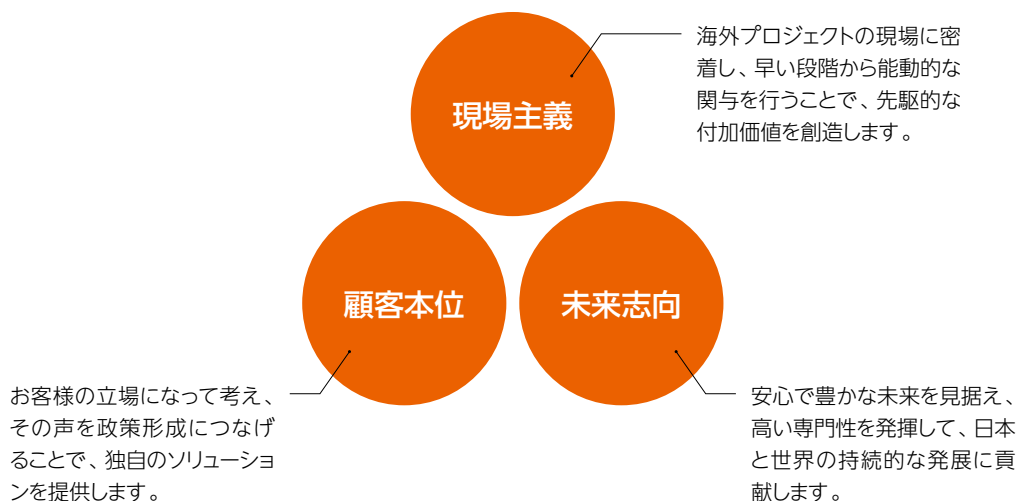 現場主義
海外プロジェクトの現場に密
着し、早い段階から能動的な
関与を行うことで、先駆的な
付加価値を創造します。
顧客本位
お客様の立場になって考え、
その声を政策形成につなげ
ることで、独自のソリューショ
ンを提供します。
未来志向
安心で豊かな未来を見据え、
高い専門性を発揮して、日本
と世界の持続的な発展に貢
献します。